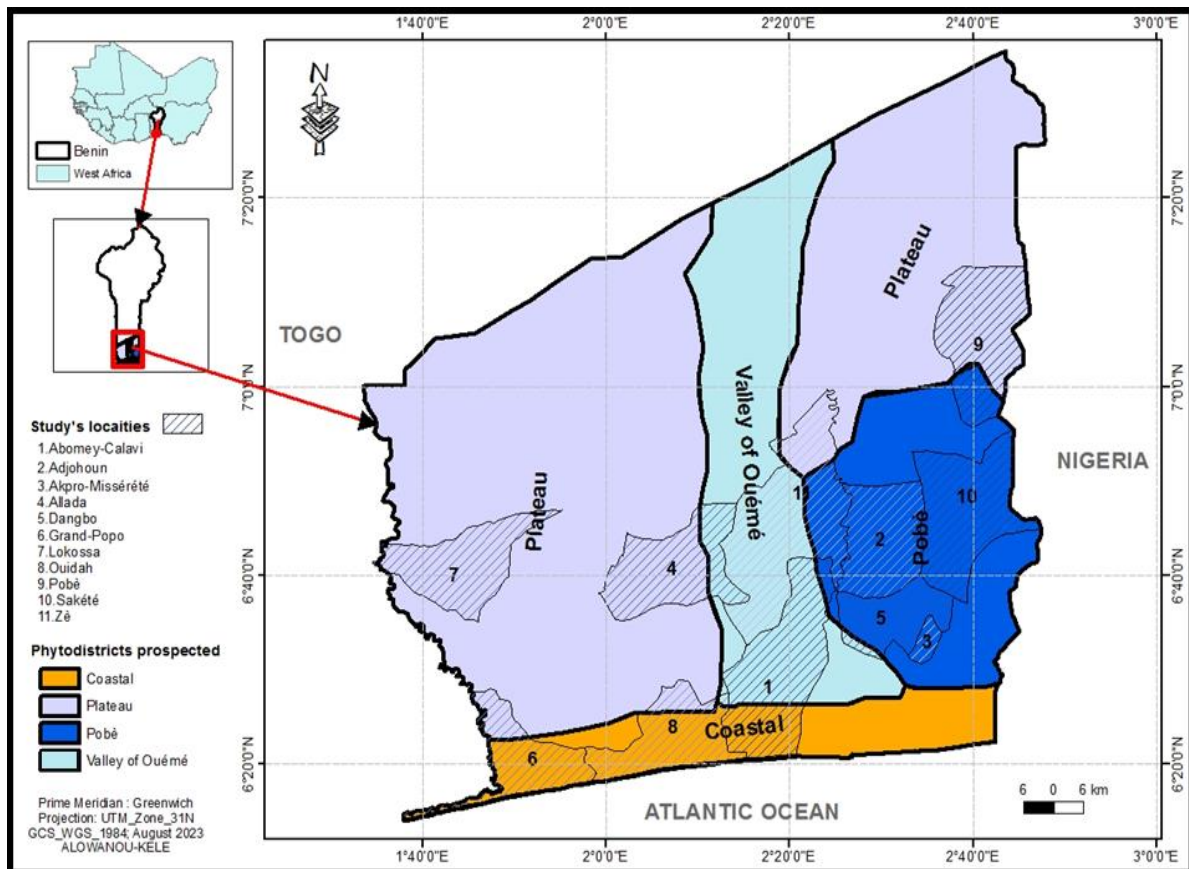 1°40'0"E 2°0'0"E 2°20'0"E 2°40'0"E 3°0'0"E
N
Benin
West Africa
7°20'0"N
7°20'0"N
Plateau
TOGO
9
7°0'0"N
7°0'0"N
Valley of Ouémé
NIGERIA
Study's locaities
1.Abomey-Calavi
2.Adjohoun
3.Akpro-Missérété
4.Allada
5.Dangbo
6.Grand-Popo
7.Lokossa
8.Ouidah
9.Pobè
10.Sakété
11.Zè
11
10
Plateau
2
Pobè
7
4
6°40'0"N
6°40'0"N
5
3
1
8
Coastal
6
6°20'0"N
6°20'0"N
Phytodistricts prospected
Coastal
Plateau
Pobè
Valley of Ouémé
6 0 6 km
ATLANTIC OCEAN
Prime Meridian : Greenwich
Projection: UTM_Zone_31N
GCS_WGS_1984; August 2023
ALOWANOU-KELE
1°40'0"E 2°0'0"E 2°20'0"E 2°40'0"E 3°0'0"E